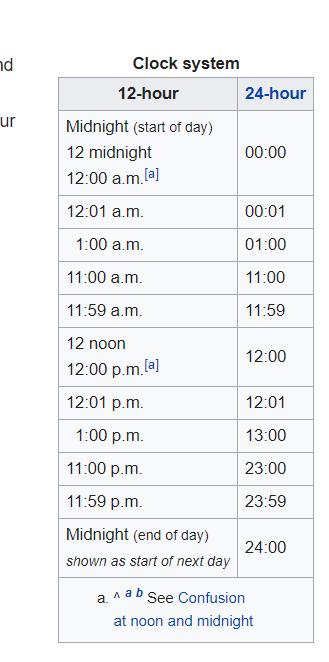 nd
ur
Clock system
12-hour 24-hour
Midnight (start of day)
12 midnight
12:00 a.m.[a]
00:00
12:01 a.m. 00:01
1:00 a.m. 01:00
11:00 a.m. 11:00
11:59 a.m. 11:59
12 noon
12:00 p.m.[a]
12:00
12:01 p.m. 12:01
1:00 p.m. 13:00
11:00 p.m. 23:00
11:59 p.m. 23:59
Midnight (end of day)
shown as start of next day
24:00
a. ^ a b See Confusion
at noon and midnight